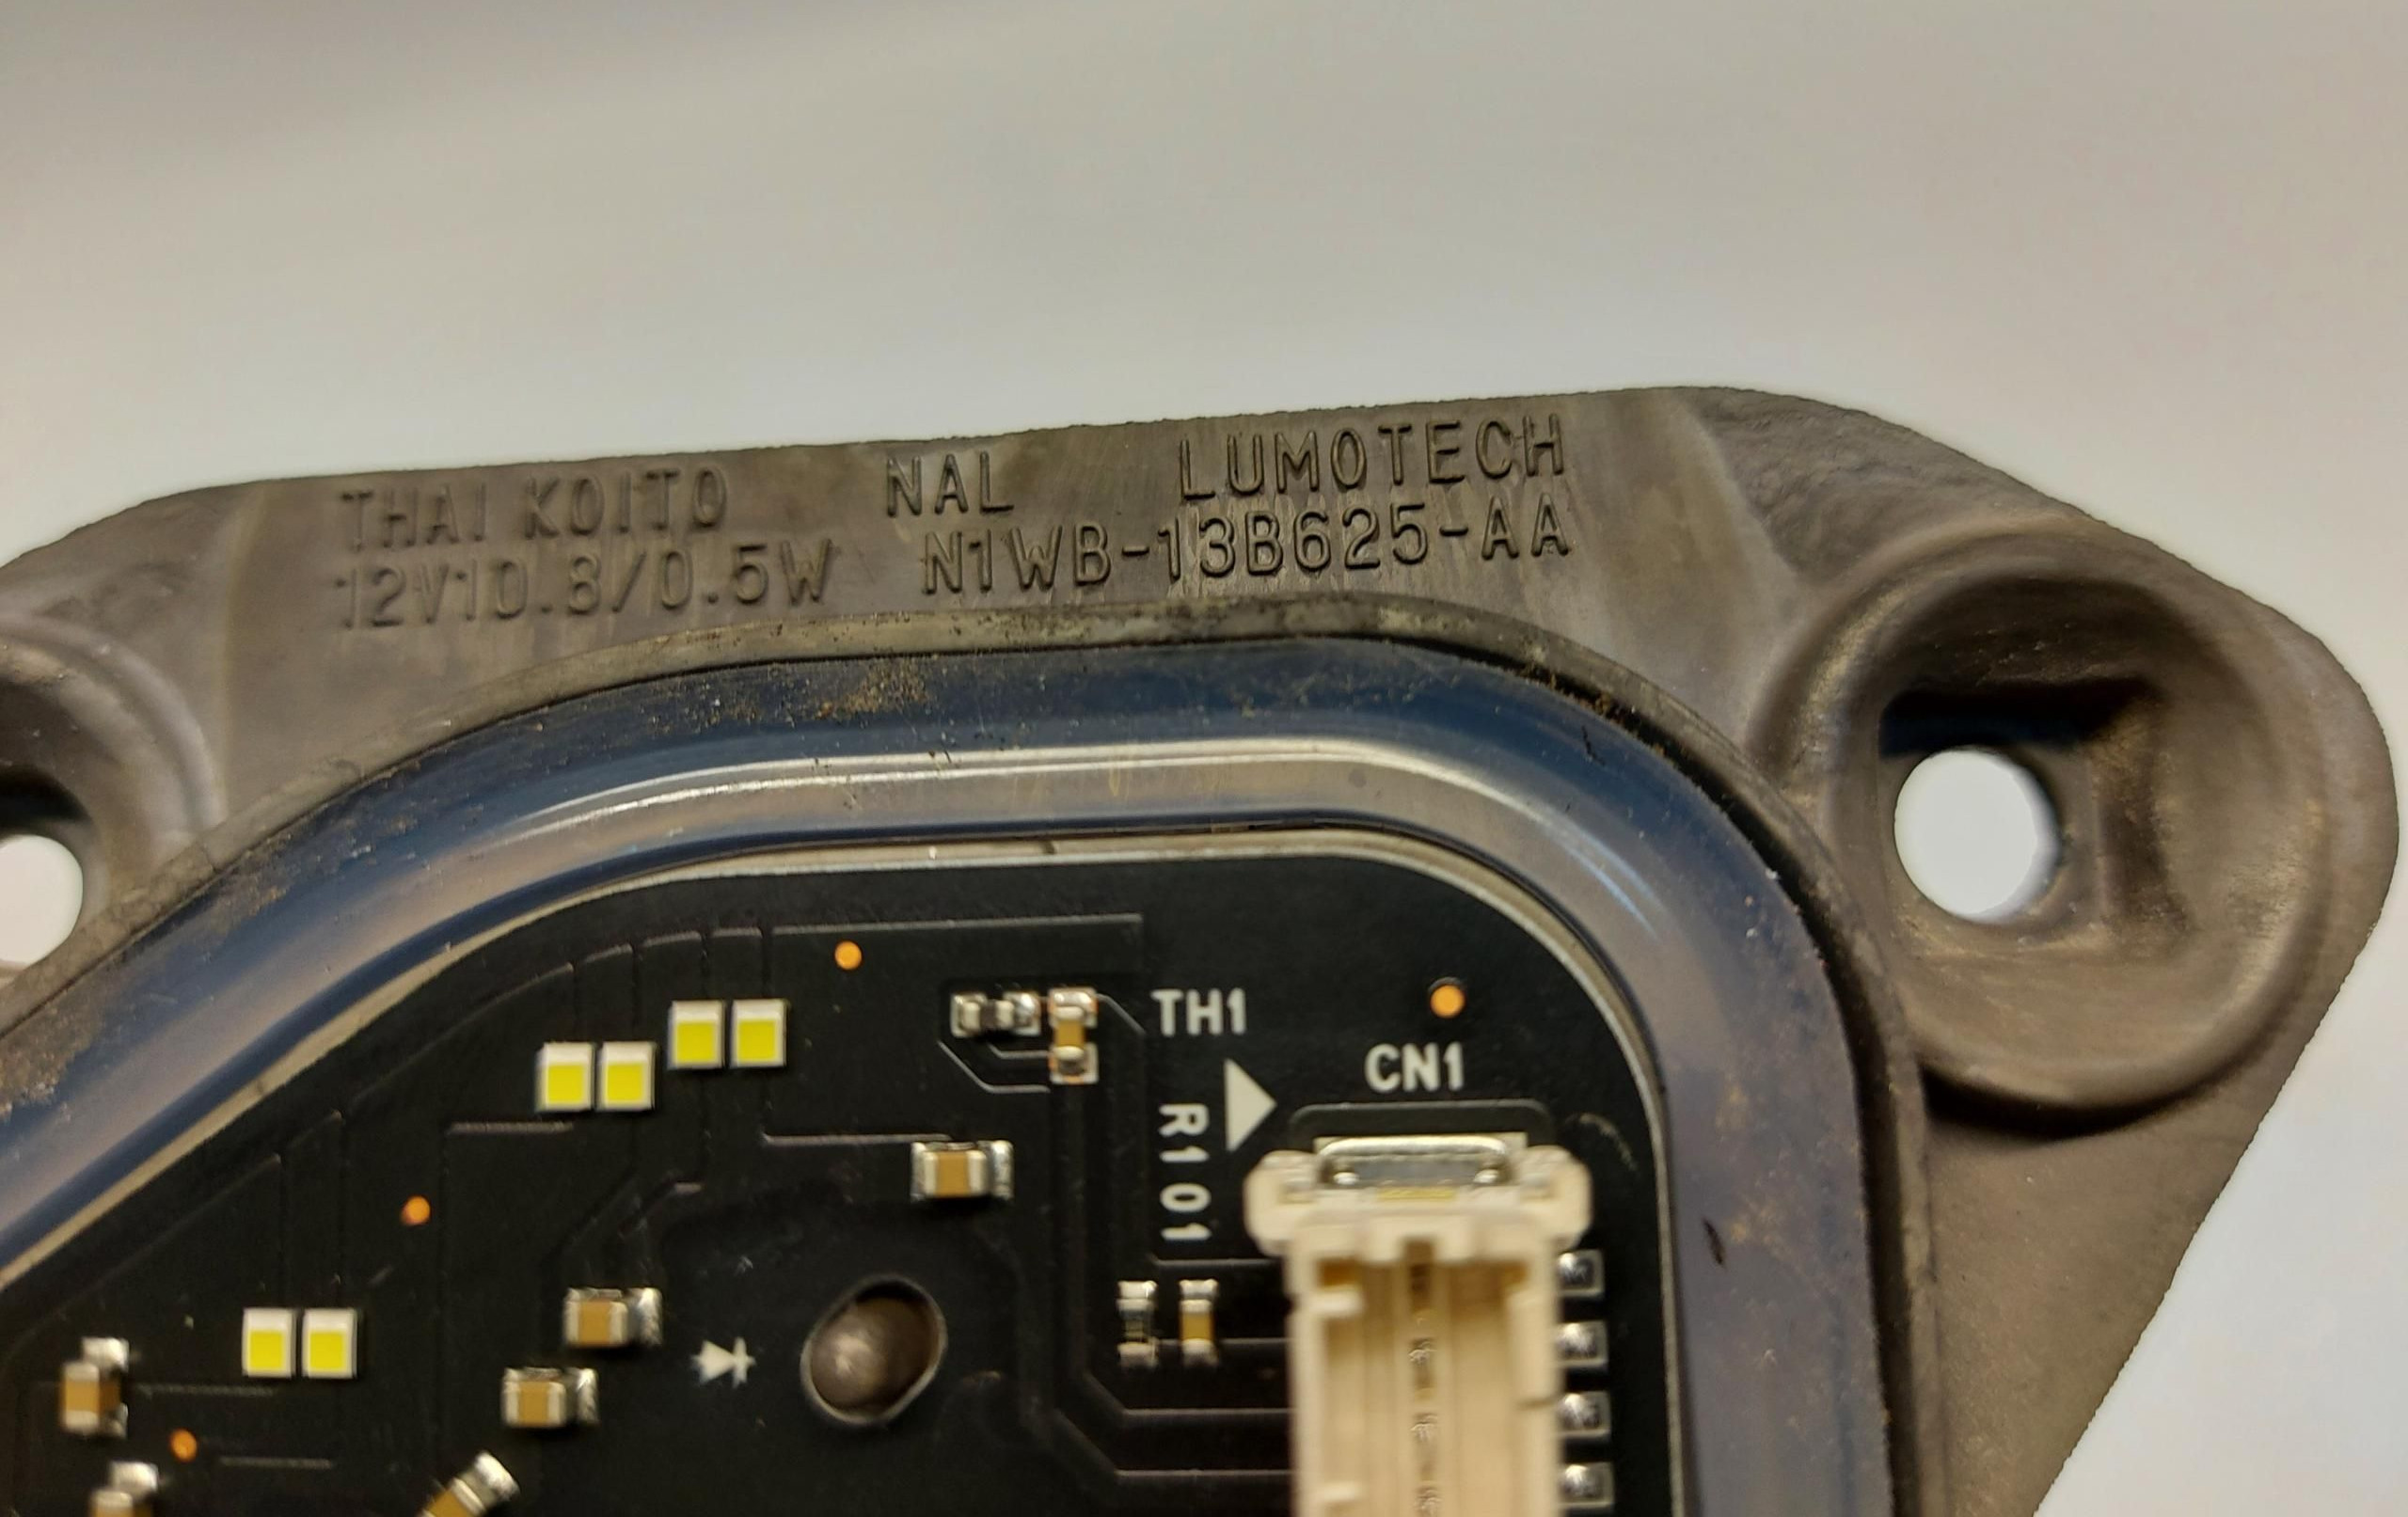 THAI KOITO NAL LUMOTECH
12V10.8/0.5W N1WB-13B625-AA
TH1
CN1
R101